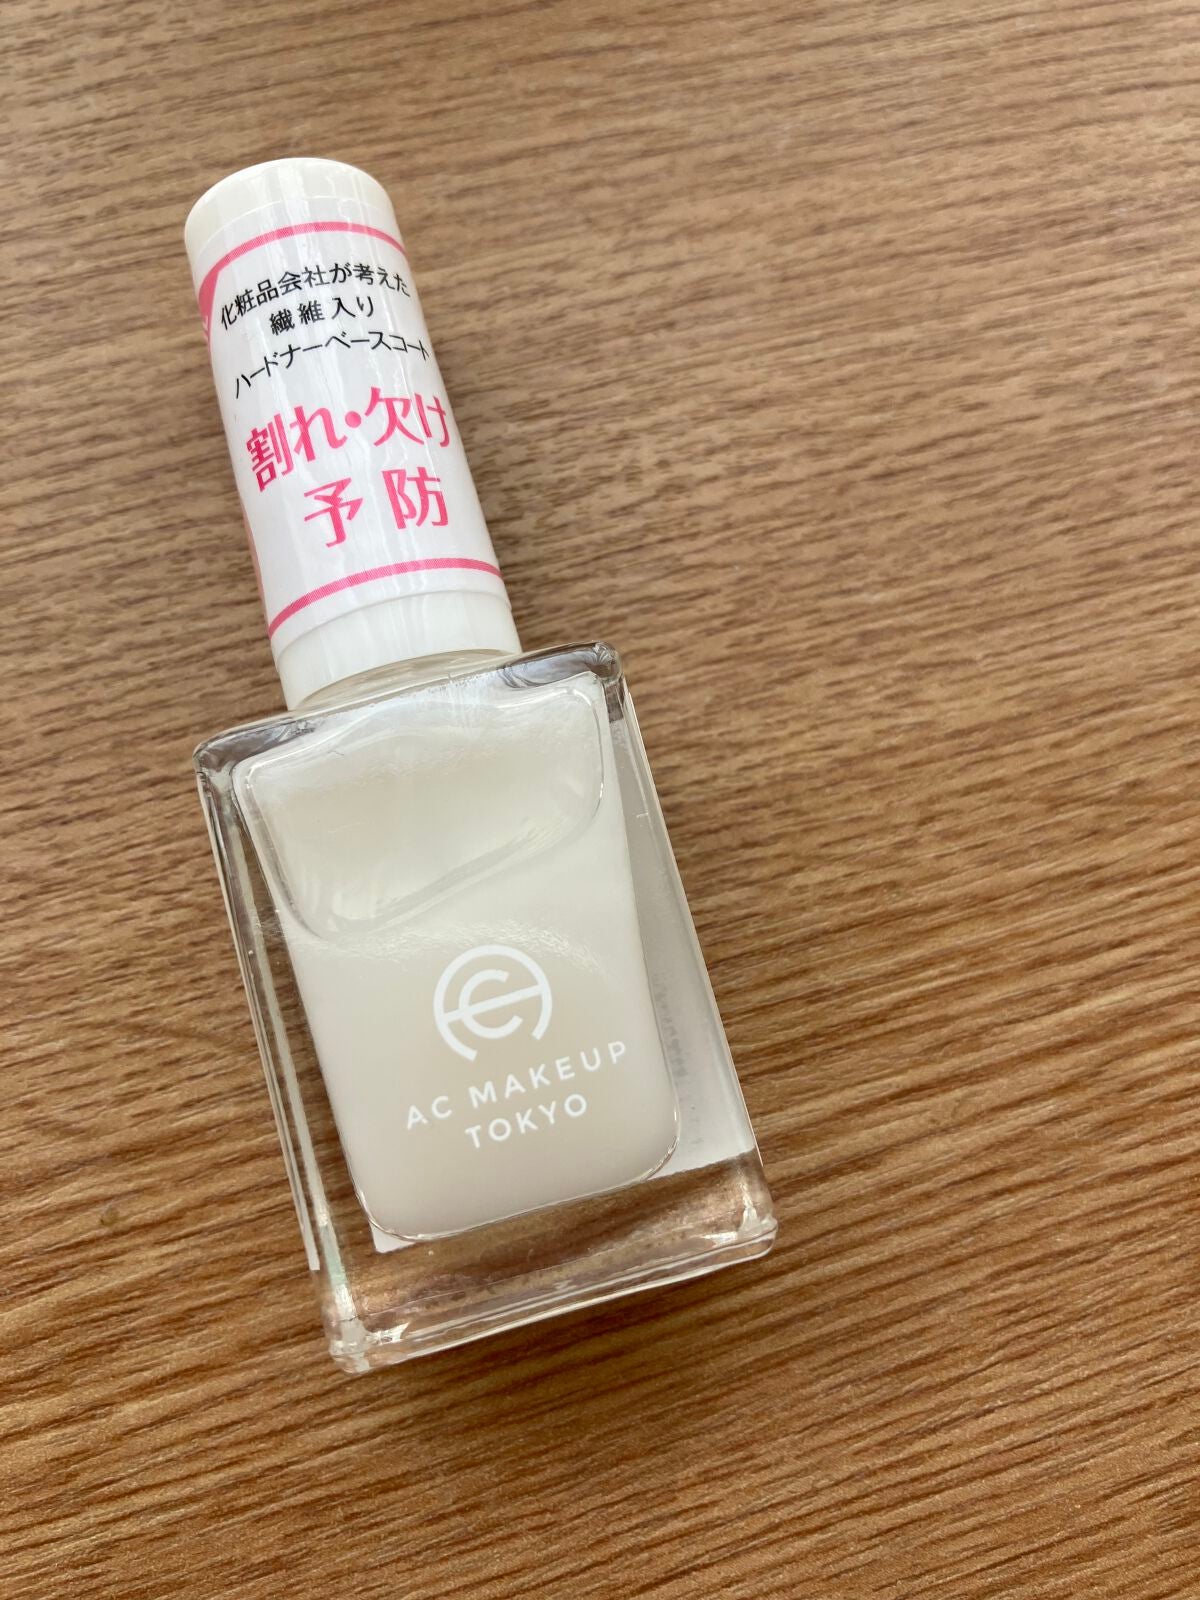 化粧品会社が考えた
繊維入り
ハードナーベースコート
割れ・欠け
予防
AC MAKEUP
TOKYO